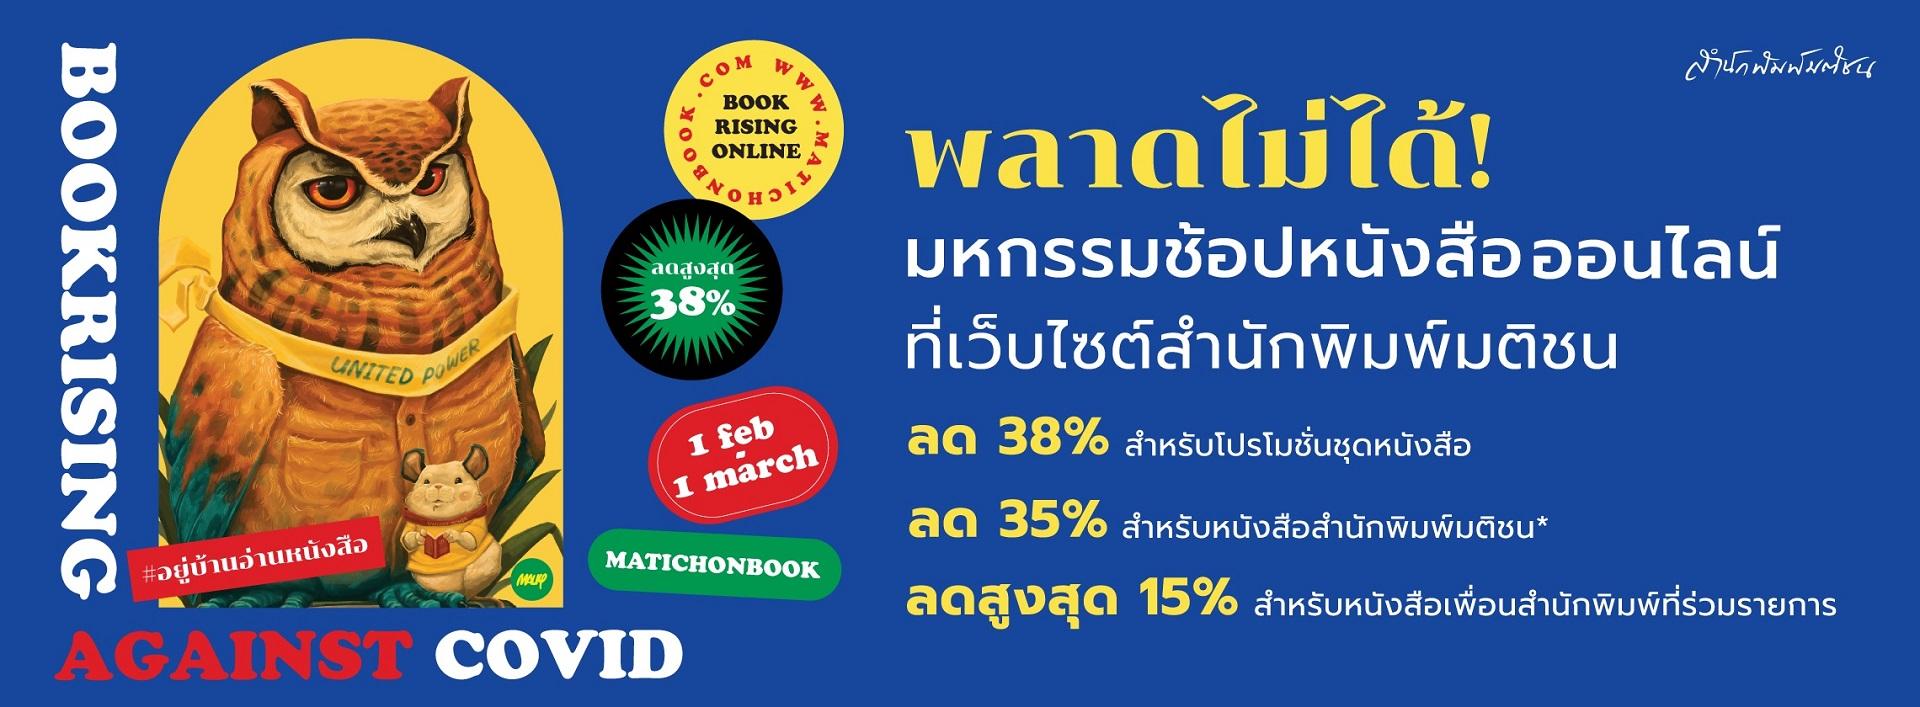 BOOKRISING
AGAINST COVID
UNITED POWER
#อยู่บ้านอ่านหนังสือ
WWW.MATICHONBOOK.COM
BOOK
RISING
ONLINE
ลดสูงสุด
38%
1 feb
-
1 march
MATICHONBOOK
สำนักพิมพ์มติชน
พลาดไม่ได้!
มหกรรมช้อปหนังสือออนไลน์
ที่เว็บไซต์สำนักพิมพ์มติชน
ลด 38% สำหรับโปรโมชั่นชุดหนังสือ
ลด 35% สำหรับหนังสือสำนักพิมพ์มติชน*
ลดสูงสุด 15% สำหรับหนังสือเพื่อนสำนักพิมพ์ที่ร่วมรายการ